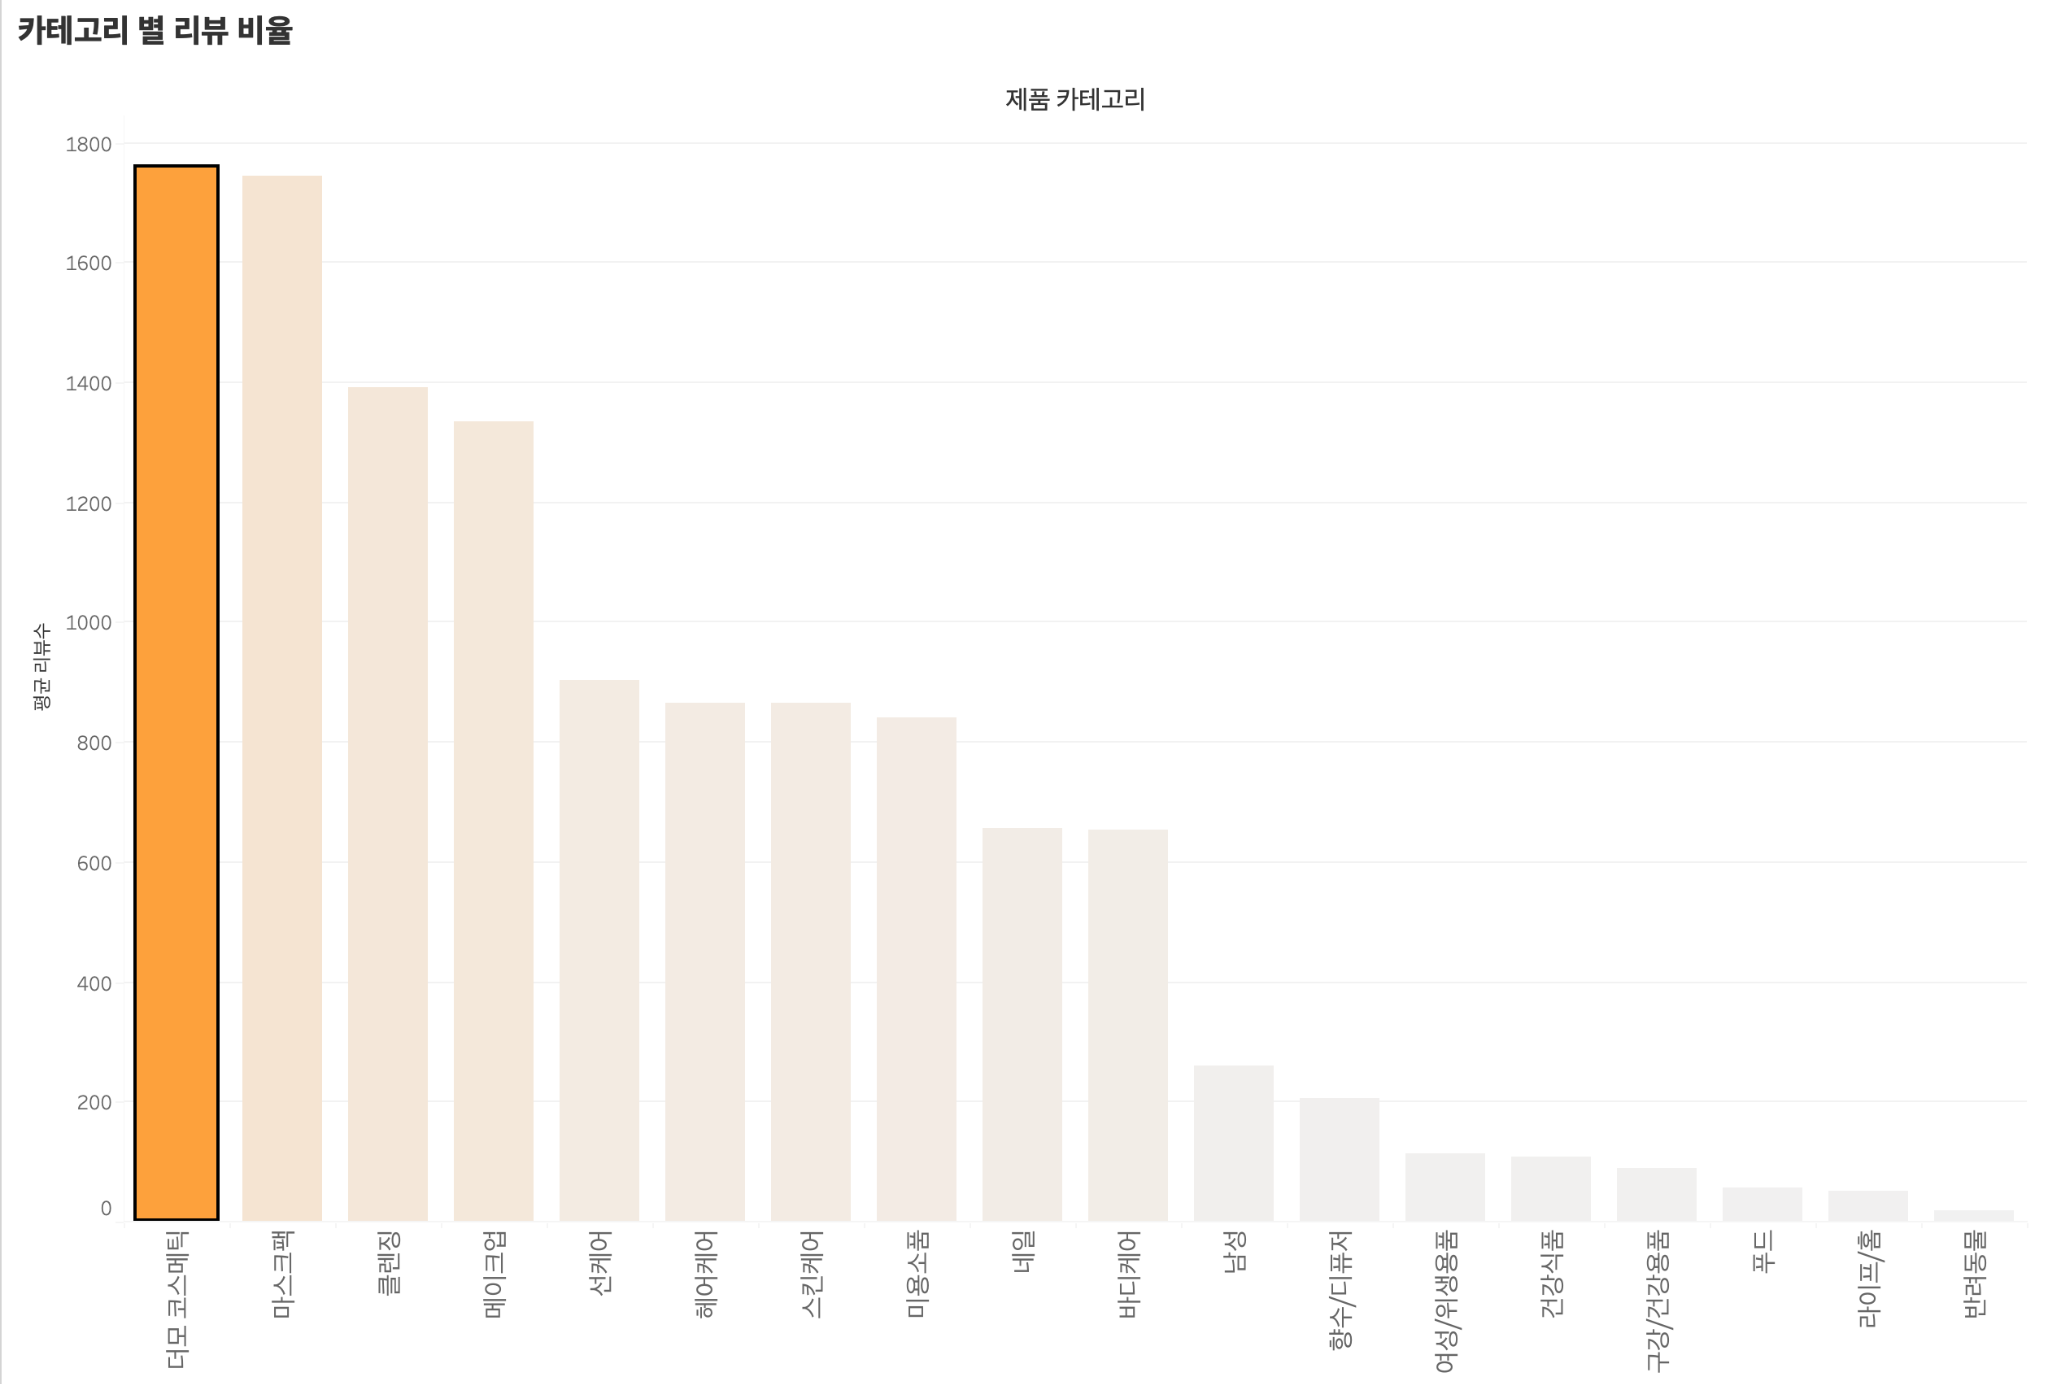 카테고리 별 리뷰 비율
제품 카테고리
1800
1600
1400
1200
1000
800
600
400
200
0
평균 리뷰수
더모 코스메틱
마스크팩
클렌징
메이크업
선케어
헤어케어
스킨케어
미용소품
네일
바디케어
남성
향수/디퓨저
여성/위생용품
건강식품
구강/건강용품
푸드
라이프/홈
반려동물